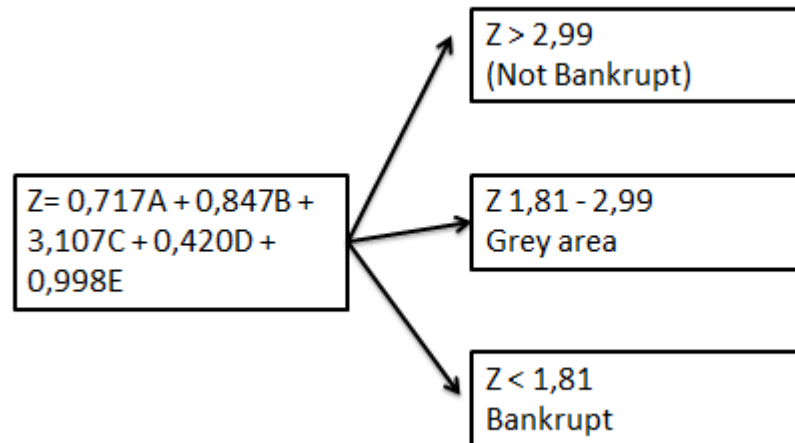 Z > 2,99
(Not Bankrupt)
Z= 0,717A + 0,847B +
3,107C + 0,420D +
0,998E
Z 1,81 - 2,99
Grey area
Z < 1,81
Bankrupt